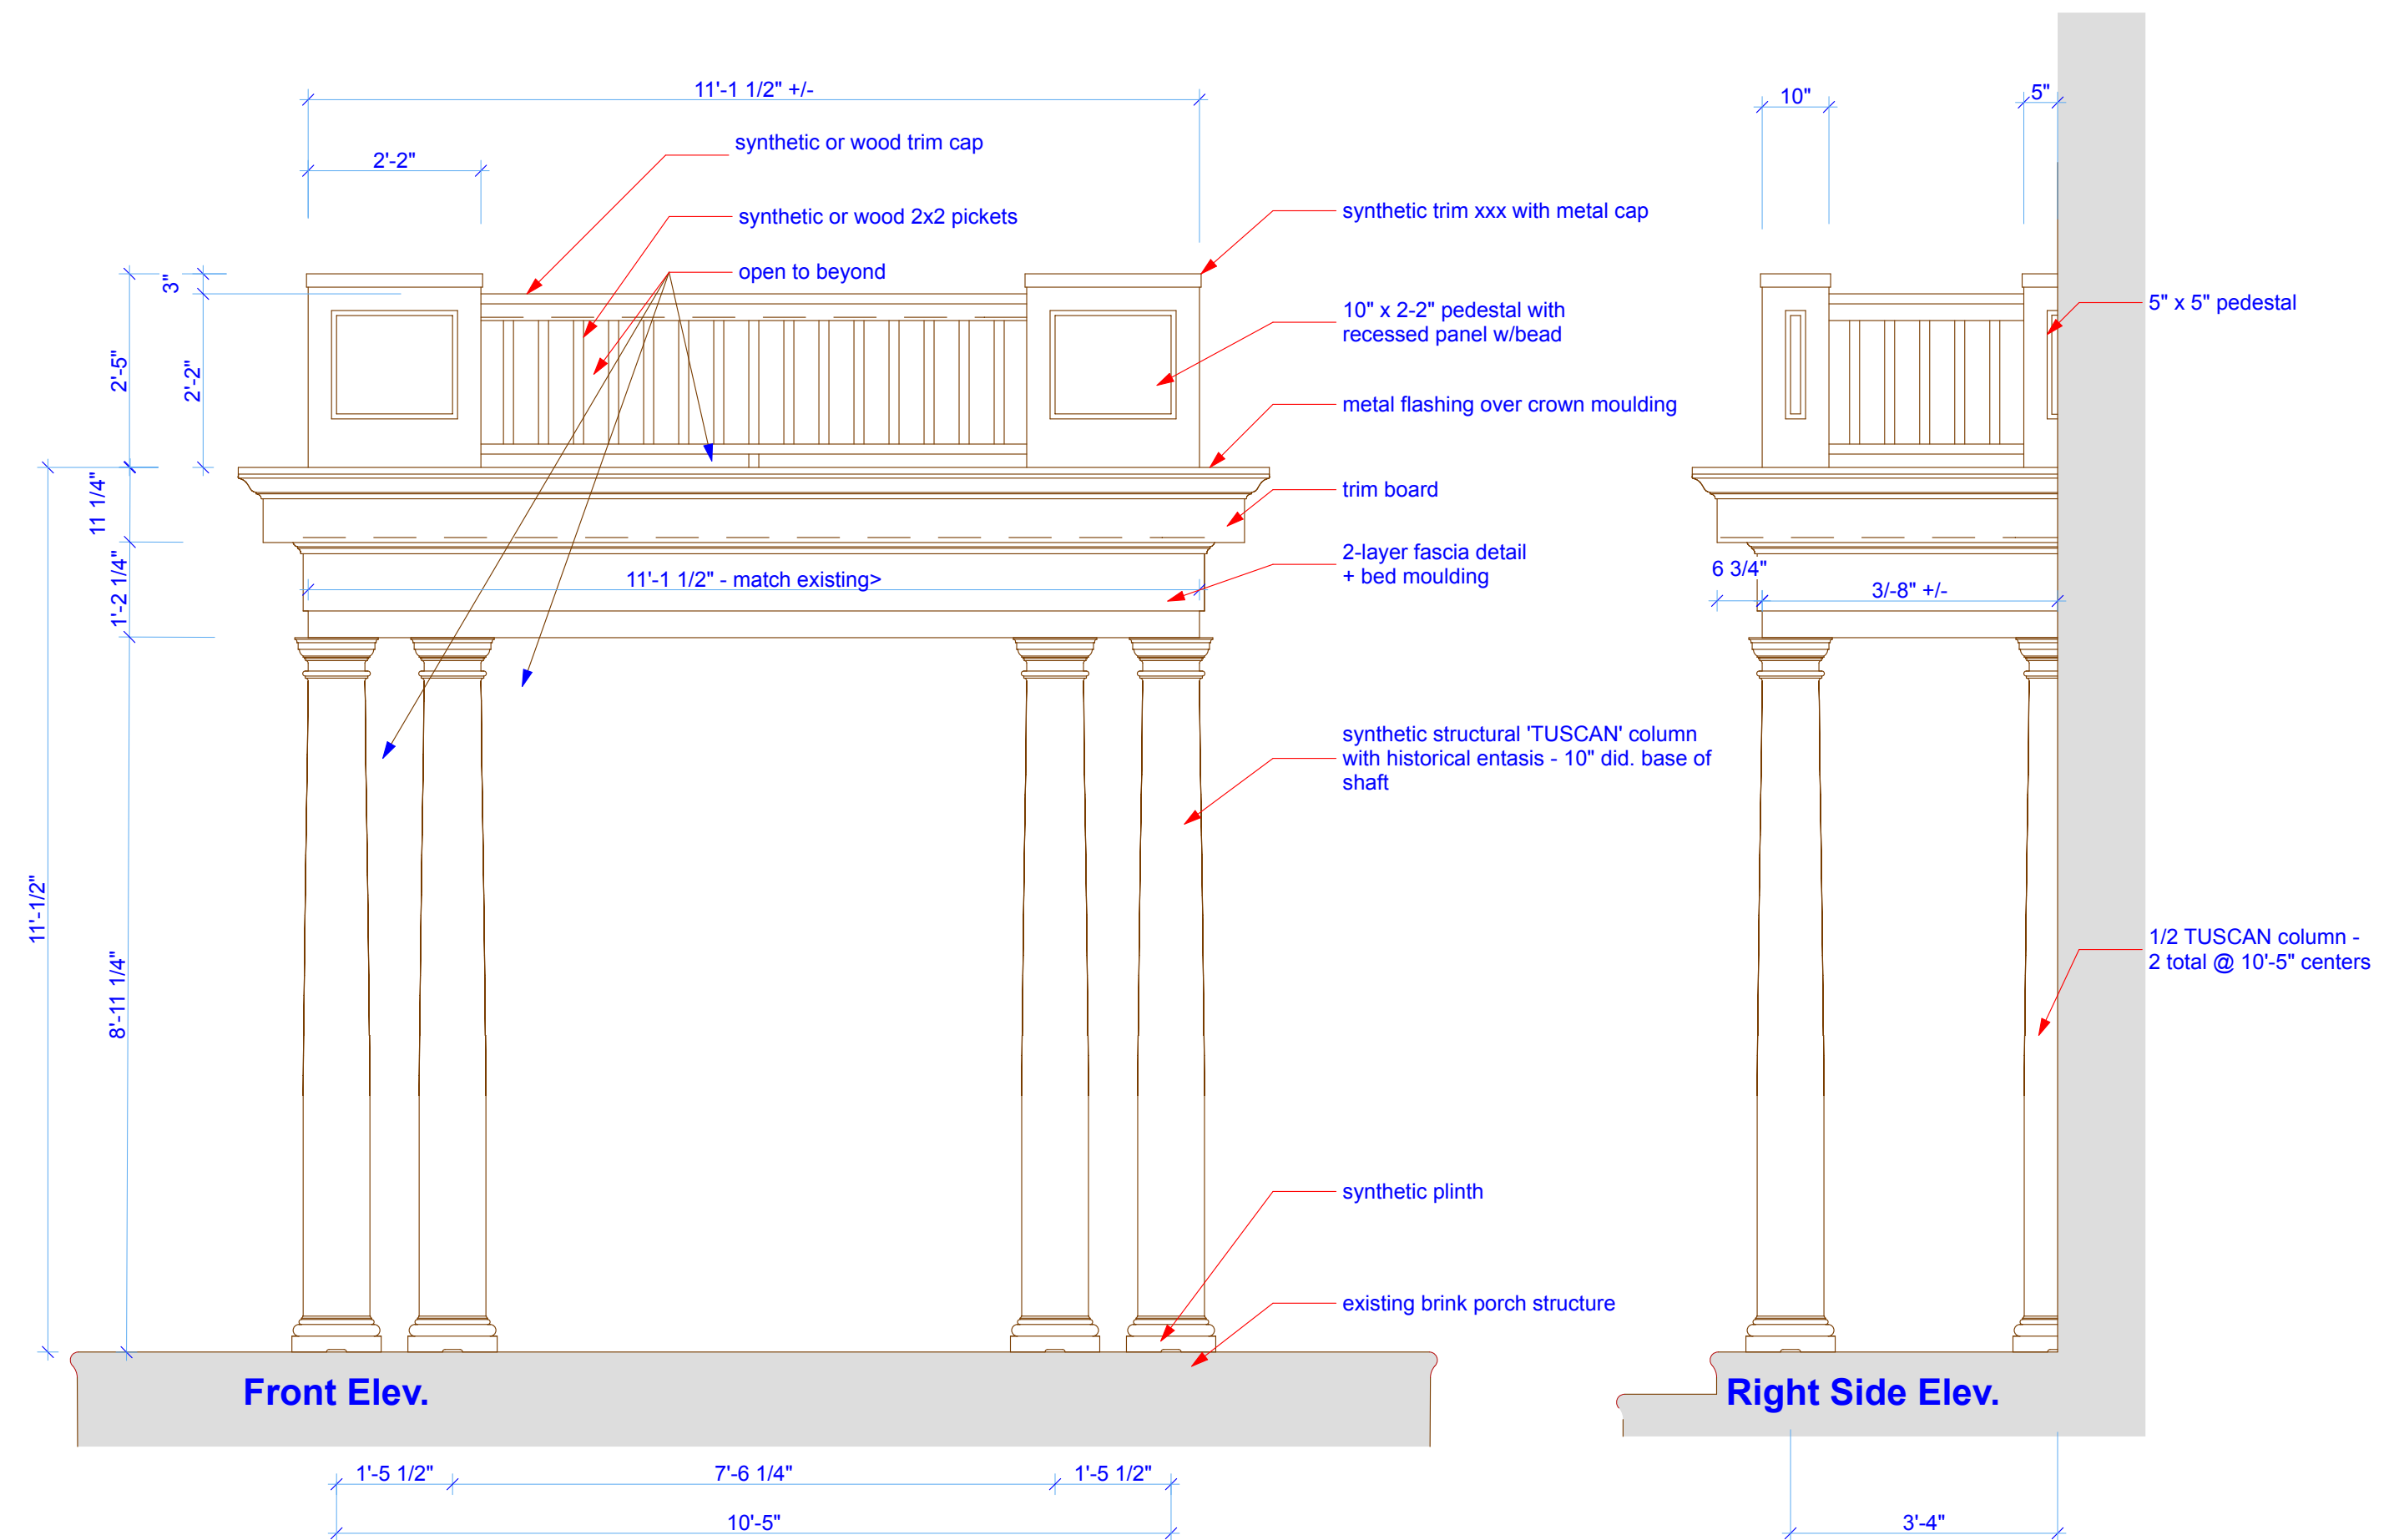 11'-1 1/2" +/-
2'-2"
synthetic or wood trim cap
synthetic or wood 2x2 pickets
open to beyond
3"
2'-5"
2'-2"
11 1/4"
1'-2 1/4"
11'-1/2"
8'-11 1/4"
11'-1 1/2" - match existing>
synthetic trim xxx with metal cap
10" x 2-2" pedestal with
recessed panel w/bead
metal flashing over crown moulding
trim board
2-layer fascia detail
+ bed moulding
synthetic structural 'TUSCAN' column
with historical entasis - 10" did. base of
shaft
synthetic plinth
existing brink porch structure
Front Elev.
1'-5 1/2"
7'-6 1/4"
1'-5 1/2"
10'-5"
10"
5"
5" x 5" pedestal
6 3/4"
3/-8" +/-
1/2 TUSCAN column -
2 total @ 10'-5" centers
Right Side Elev.
3'-4"